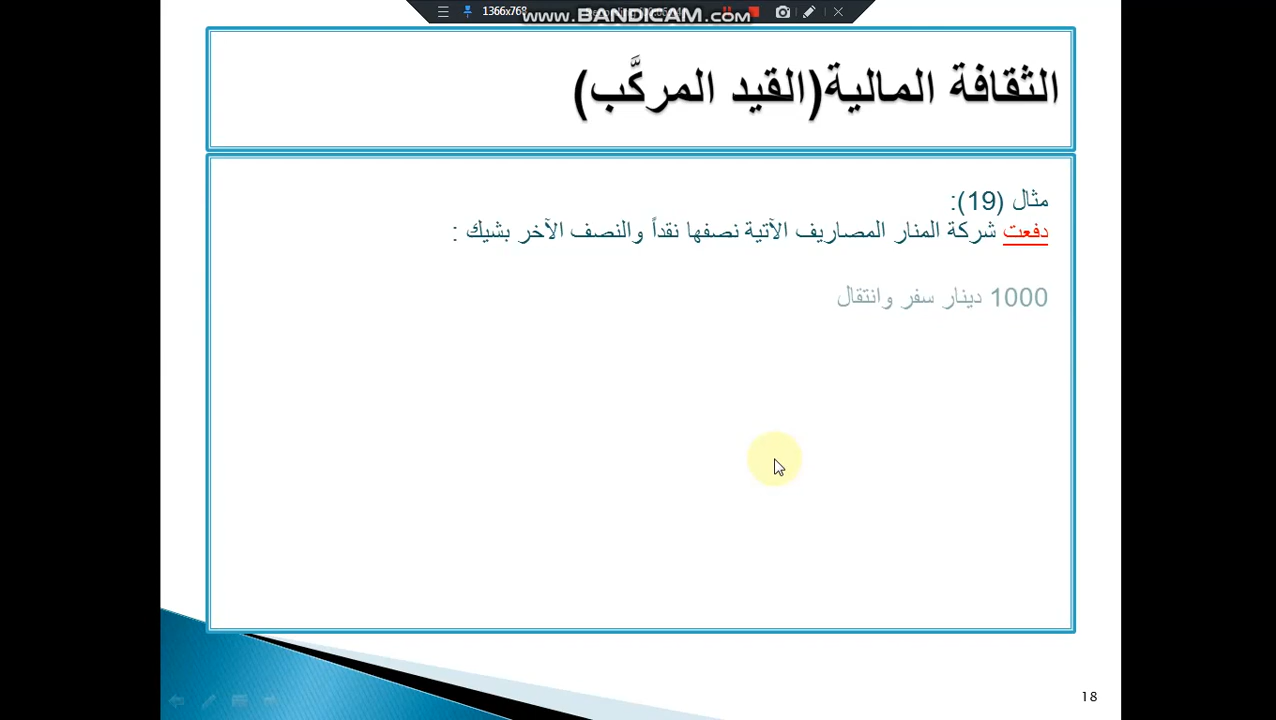 1366x768
www.BANDICAM.com
الثقافة المالية(القيد المركَّب)
مثال (19):
دفعت شركة المنار المصاريف الآتية نصفها نقداً والنصف الآخر بشيك :
1000 دينار سفر وانتقال
18